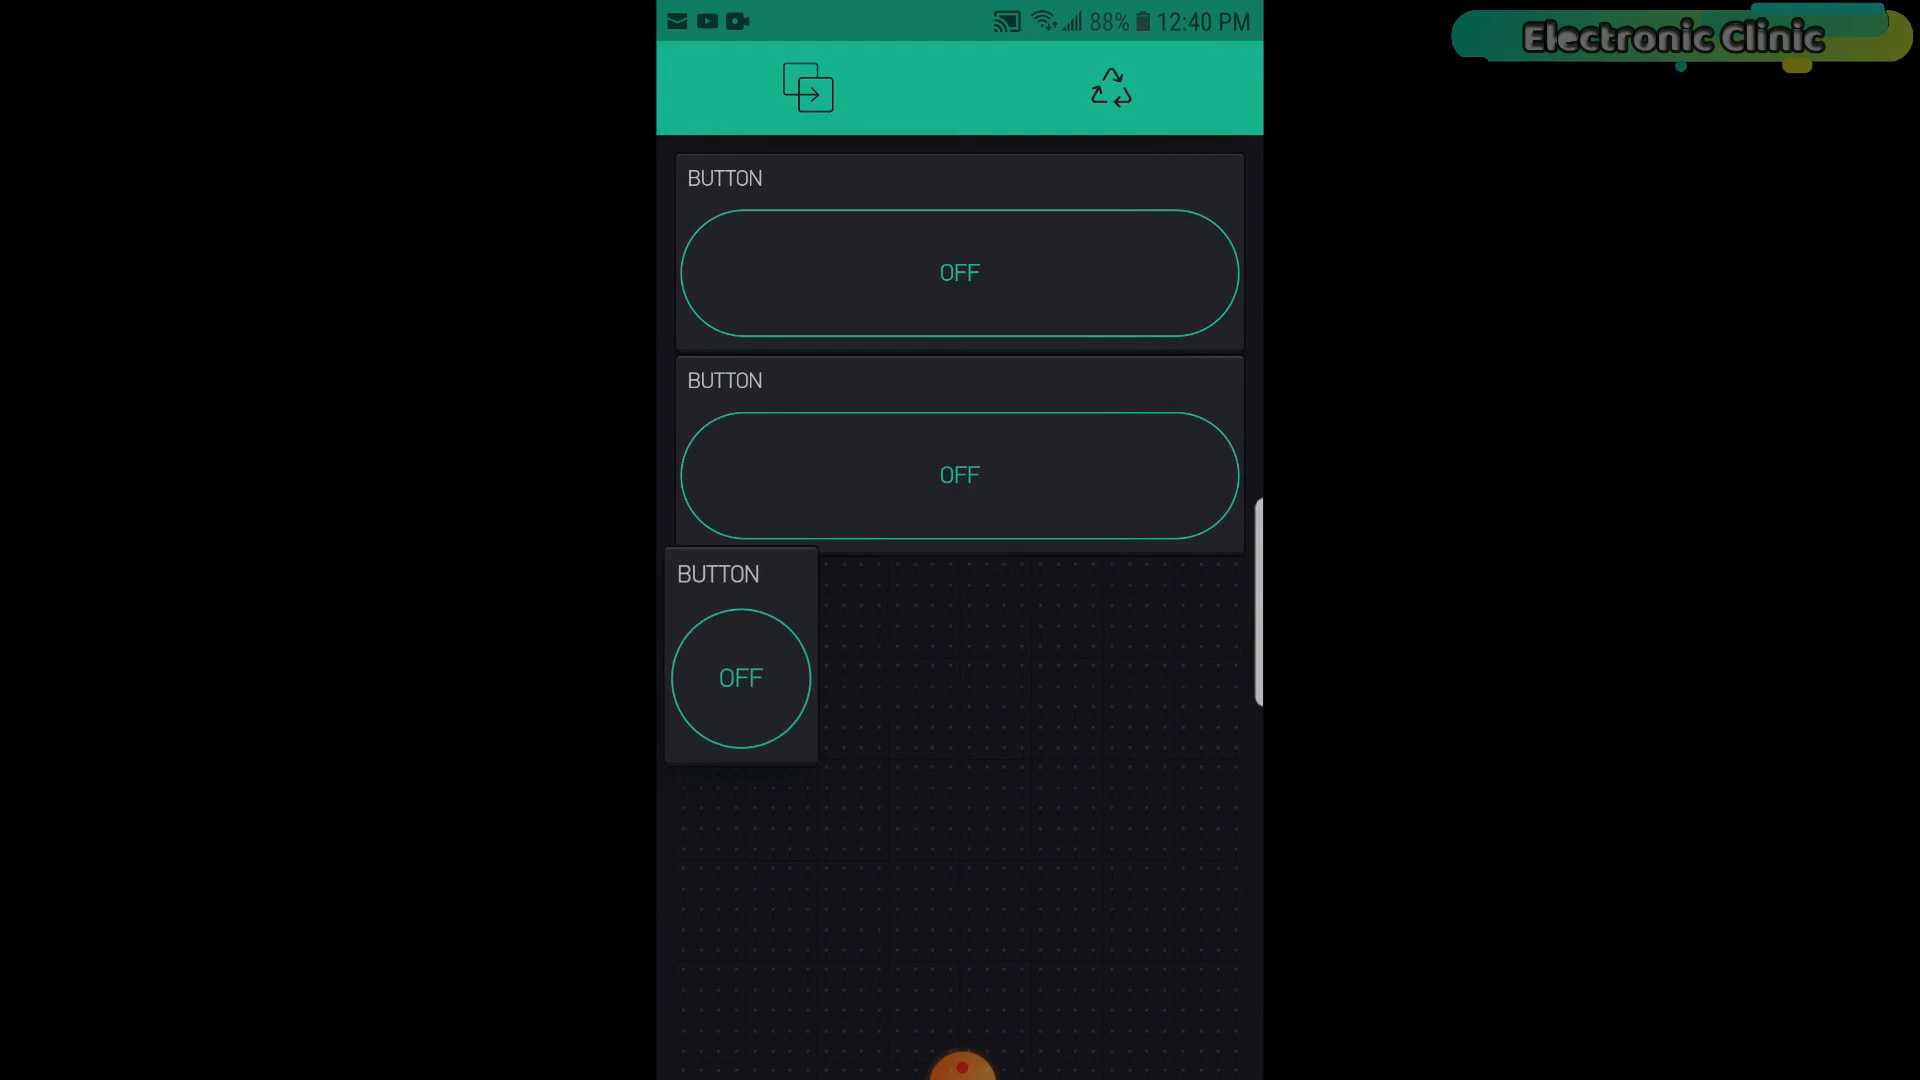 88% 12:40 PM
Electronic Clinic
BUTTON
OFF
BUTTON
OFF
BUTTON
OFF